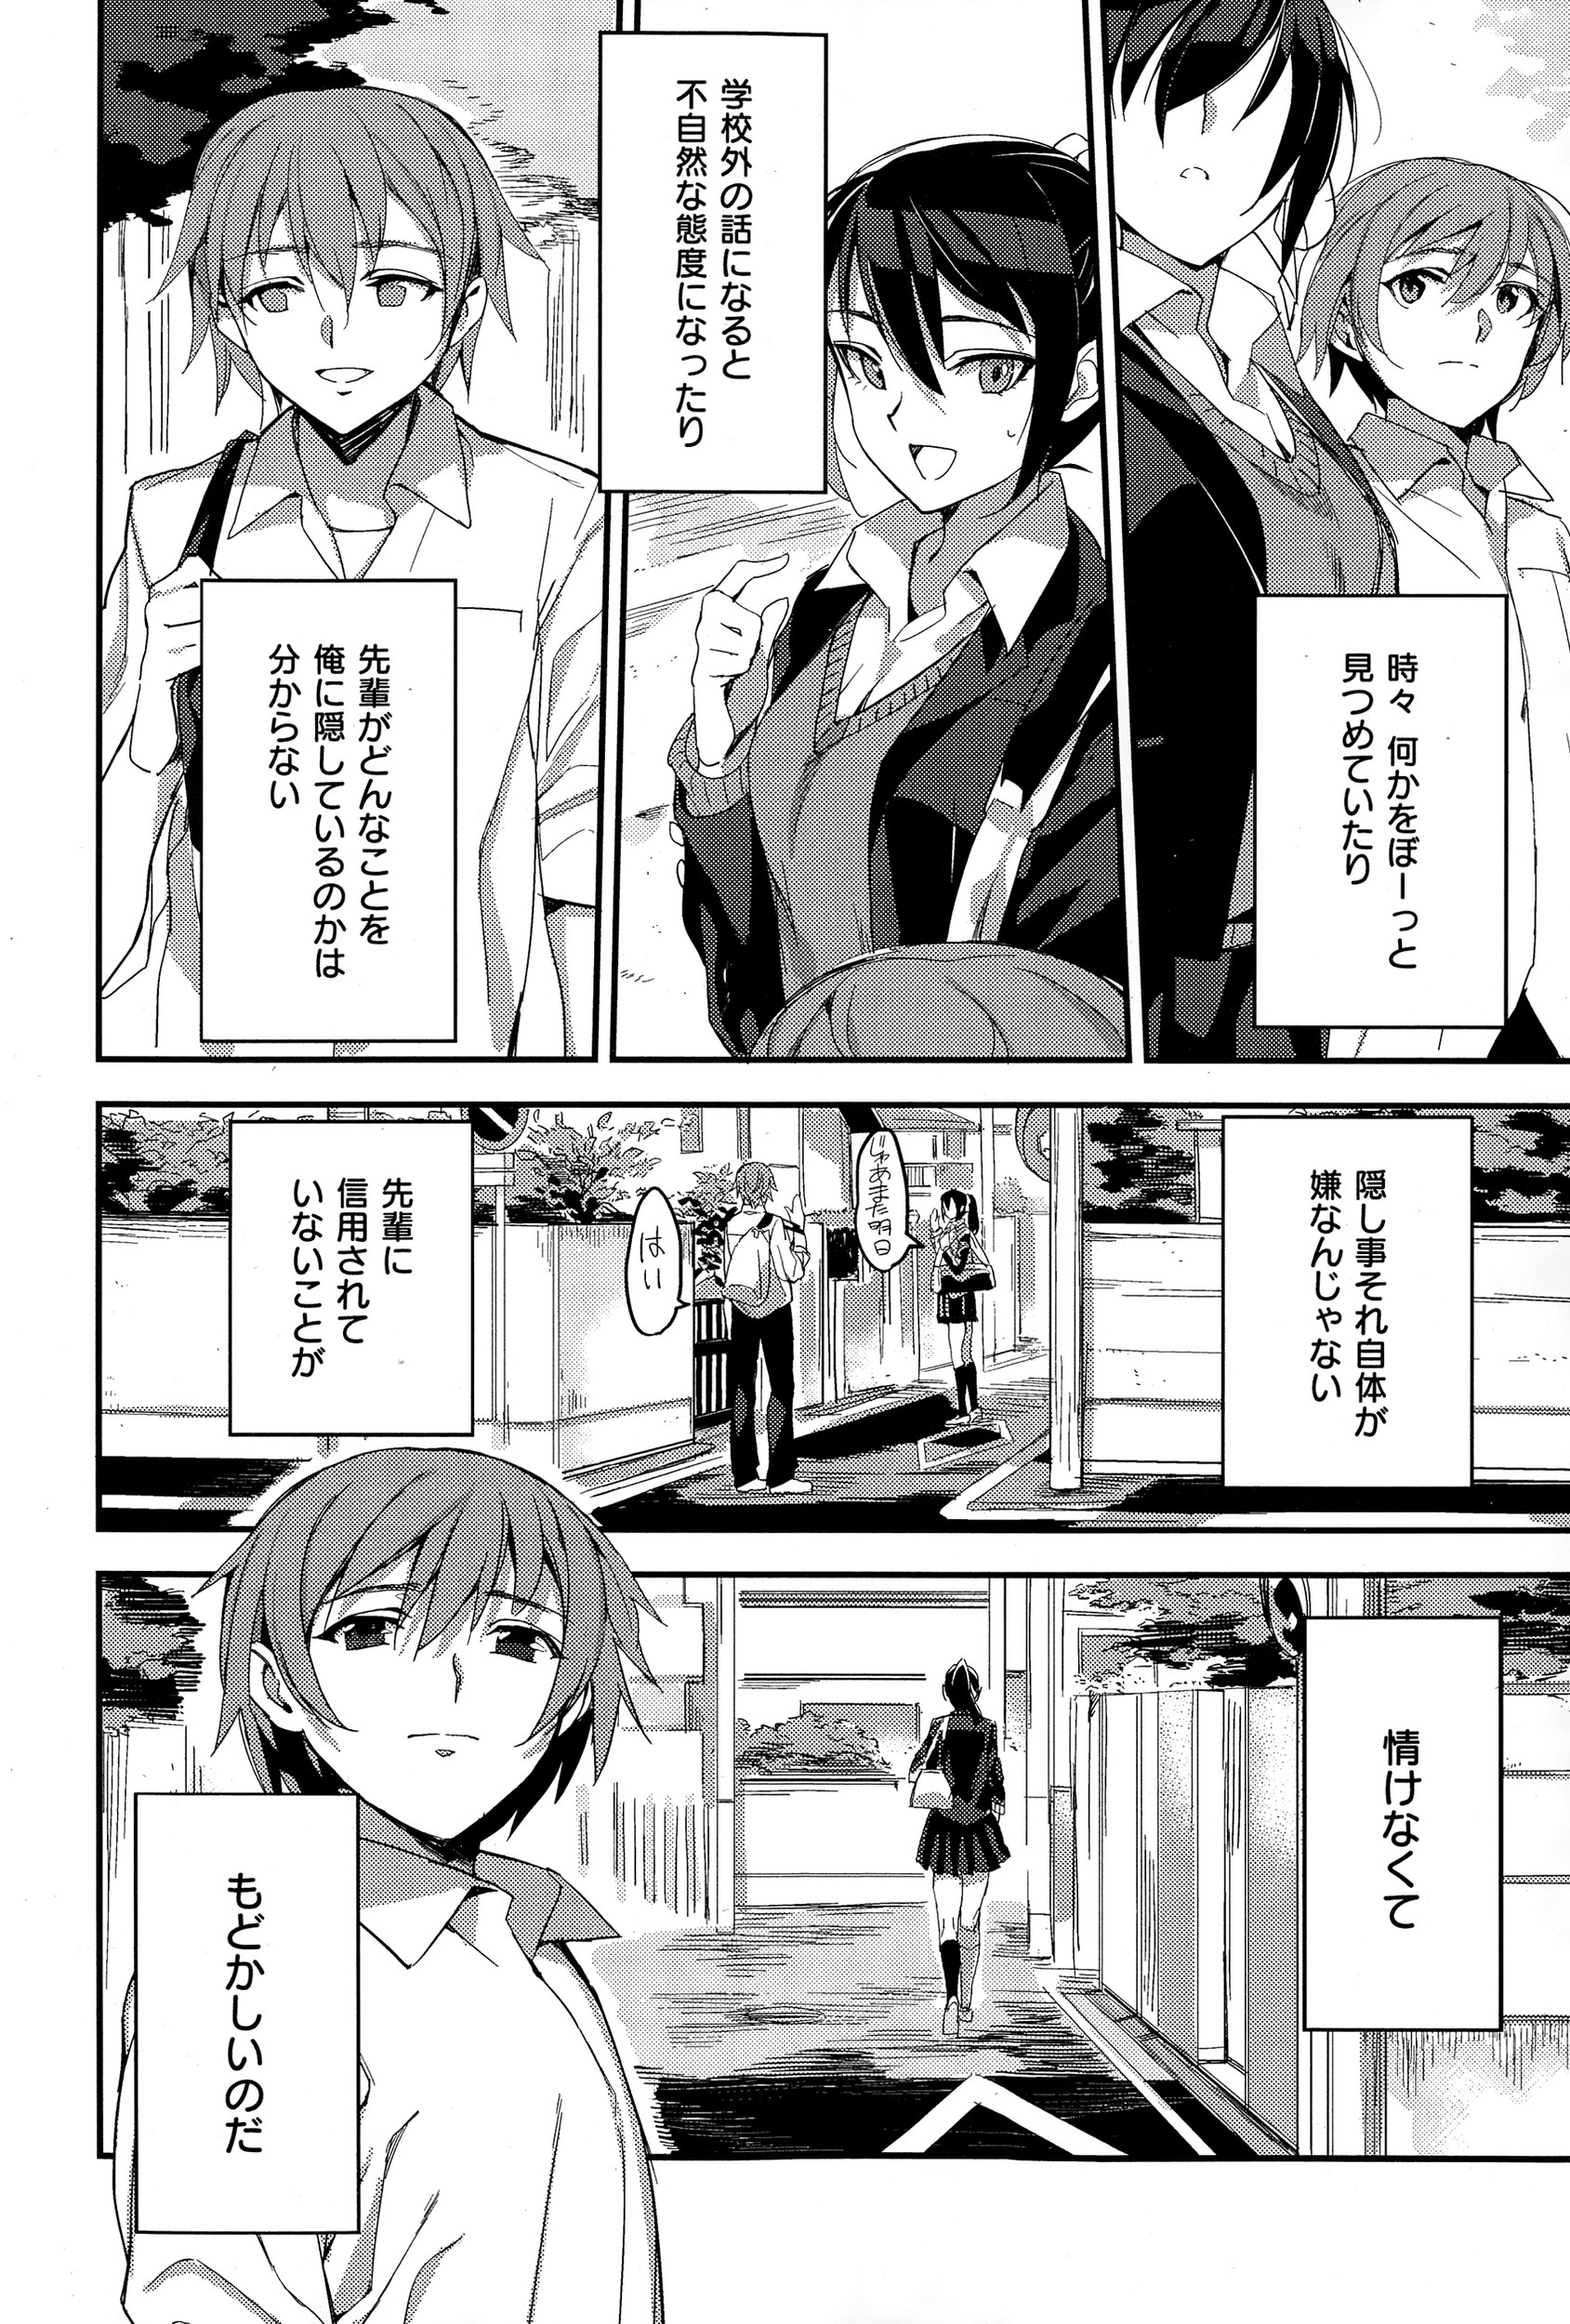 時々 何かをぼーっと
見つめていたり
学校外の話になると
不自然な態度になったり
先輩がどんなことを
俺に隠しているのかは
分からない
隠し事それ自体が
嫌なんじゃない
じゃあまた明日
はい
先輩に
信用されて
いないことが
情けなくて
もどかしいのだ